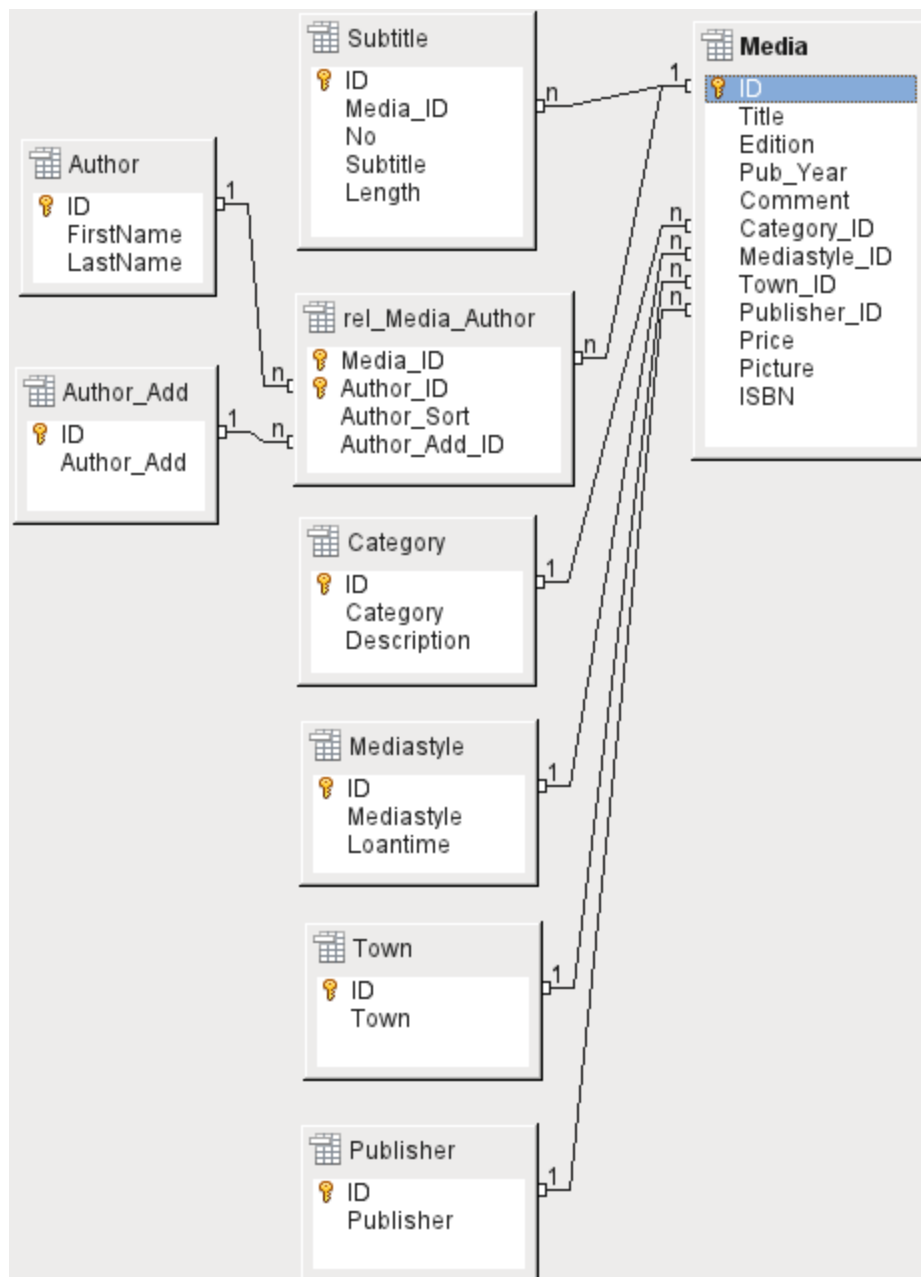 Subtitle
ID
Media_ID
No
Subtitle
Length
n
1
Media
ID
Title
Edition
Pub_Year
Comment
Category_ID
Mediastyle_ID
Town_ID
Publisher_ID
Price
Picture
ISBN
n
n
n
n
Author
ID
FirstName
LastName
1
n
rel_Media_Author
Media_ID
Author_ID
Author_Sort
Author_Add_ID
n
Author_Add
ID
Author_Add
1
n
Category
ID
Category
Description
1
Mediastyle
ID
Mediastyle
Loantime
1
Town
ID
Town
1
Publisher
ID
Publisher
1